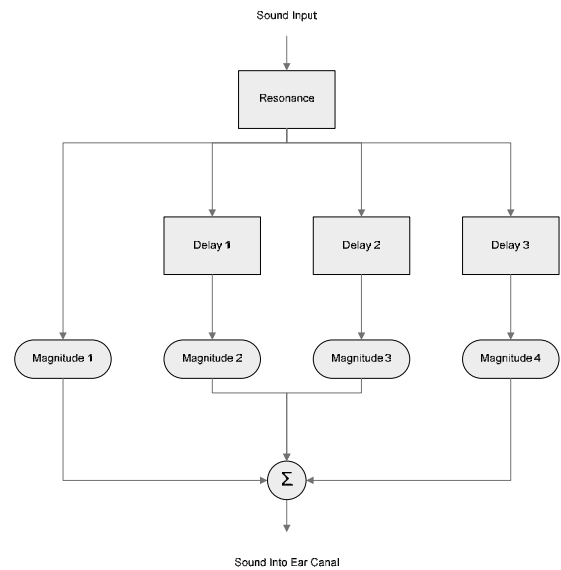 Sound Input
Resonance
Delay 1
Delay 2
Delay 3
Magnitude 1
Magnitude 2
Magnitude 3
Magnitude 4
Σ
Sound Into Ear Canal